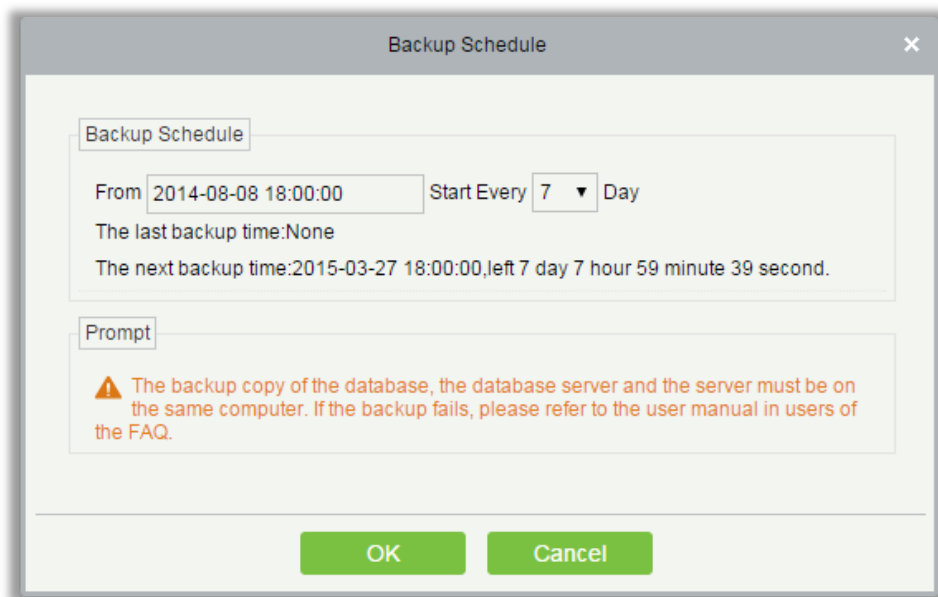 Backup Schedule ×
Backup Schedule
From 2014-08-08 18:00:00 Start Every 7 ▼ Day
The last backup time:None
The next backup time:2015-03-27 18:00:00,left 7 day 7 hour 59 minute 39 second.
Prompt
The backup copy of the database, the database server and the server must be on
the same computer. If the backup fails, please refer to the user manual in users of
the FAQ.
OK Cancel